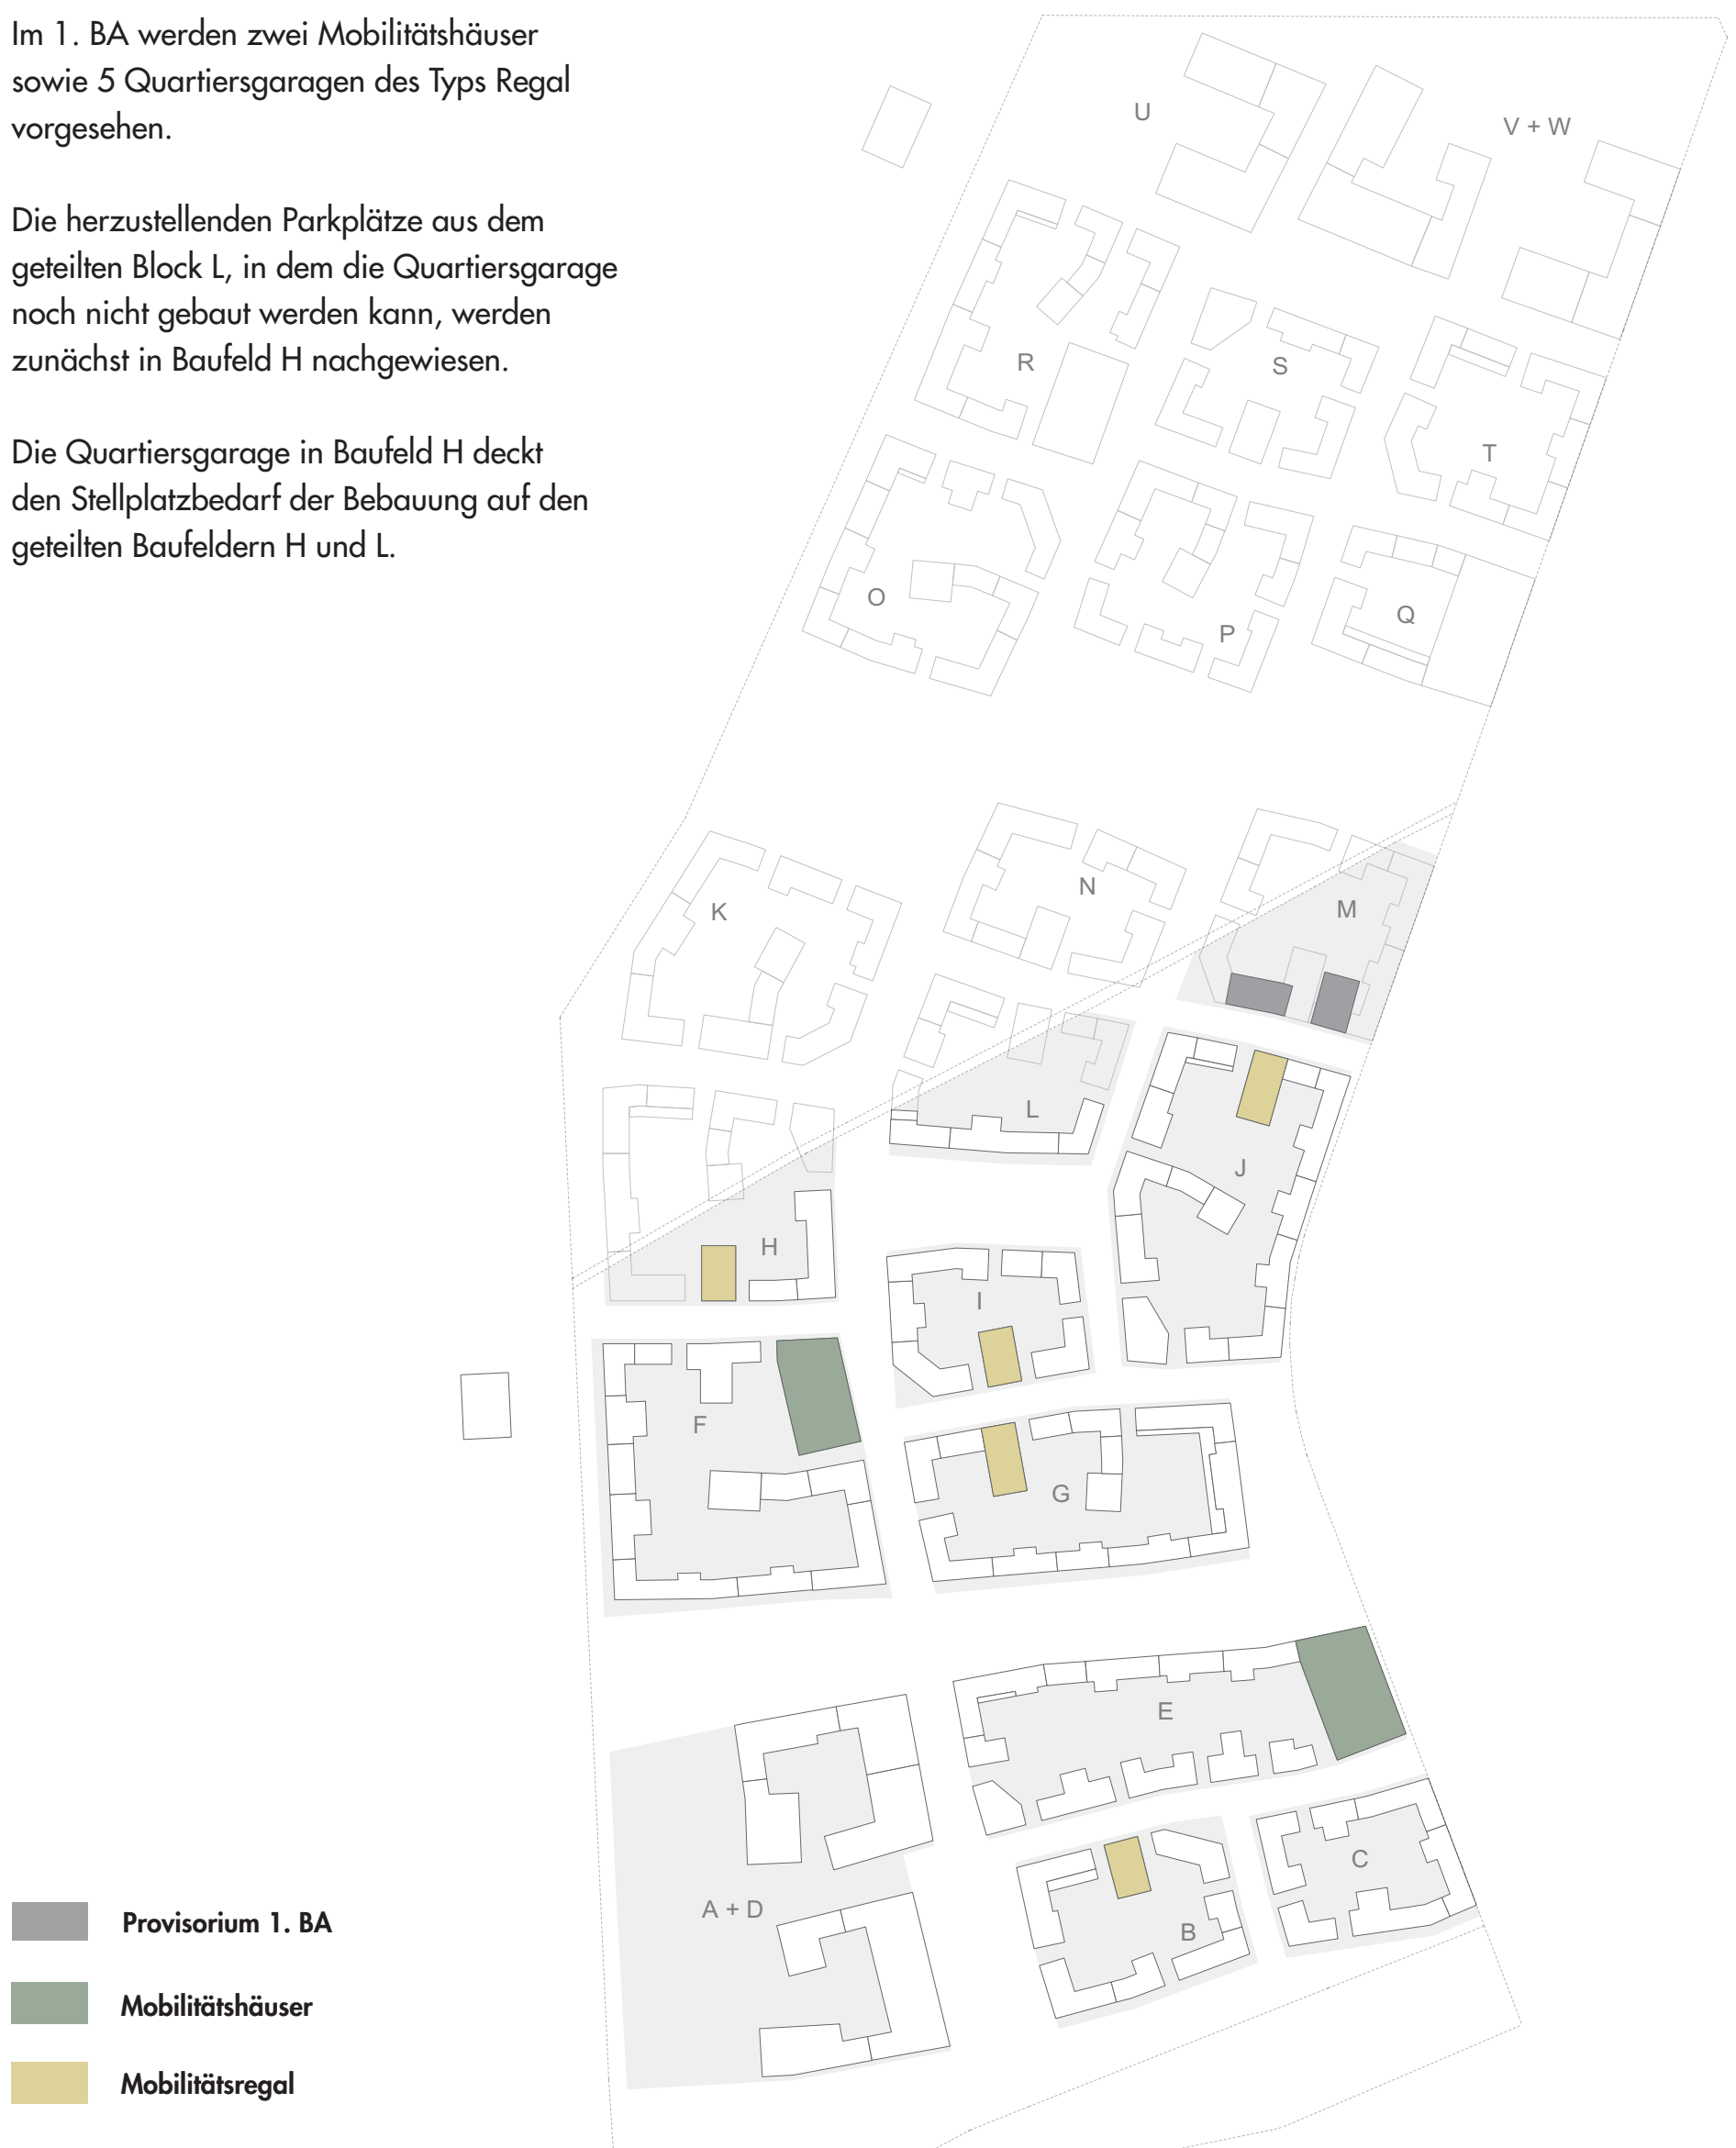 Im 1. BA werden zwei Mobilitätshäuser
sowie 5 Quartiersgaragen des Typs Regal
vorgesehen.
Die herzustellenden Parkplätze aus dem
geteilten Block L, in dem die Quartiersgarage
noch nicht gebaut werden kann, werden
zunächst in Baufeld H nachgewiesen.
Die Quartiersgarage in Baufeld H deckt
den Stellplatzbedarf der Bebauung auf den
geteilten Baufeldern H und L.
U
V + W
R
S
T
O
P
Q
K
N
M
L
J
H
I
F
G
E
A + D
B
C
Provisorium 1. BA
Mobilitätshäuser
Mobilitätsregal